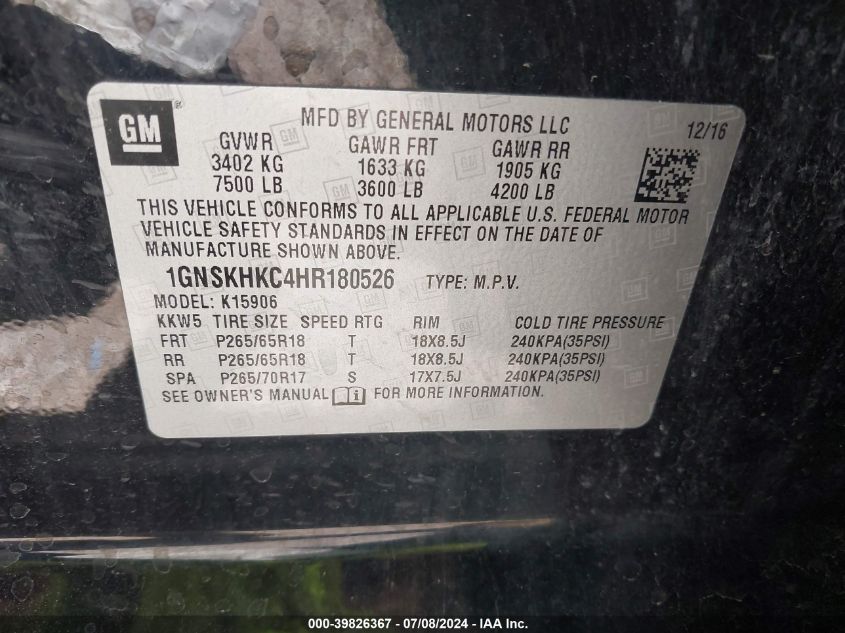 GM ®
MFD BY GENERAL MOTORS LLC 12/16
GVWR GAWR FRT GAWR RR
3402 KG 1633 KG 1905 KG
7500 LB 3600 LB 4200 LB
THIS VEHICLE CONFORMS TO ALL APPLICABLE U.S. FEDERAL MOTOR
VEHICLE SAFETY STANDARDS IN EFFECT ON THE DATE OF
MANUFACTURE SHOWN ABOVE.
1GNSKHKC4HR180526 TYPE: M.P.V.
MODEL: K15906
KKW5 TIRE SIZE SPEED RTG RIM COLD TIRE PRESSURE
FRT P265/65R18 T 18X8.5J 240KPA(35PSI)
RR P265/65R18 T 18X8.5J 240KPA(35PSI)
SPA P265/70R17 S 17X7.5J 240KPA(35PSI)
SEE OWNER'S MANUAL FOR MORE INFORMATION.
000-39826367 - 07/08/2024 - IAA Inc.